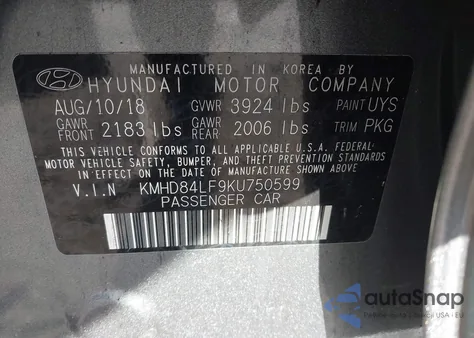 MANUFACTURED IN KOREA BY
HYUNDAI MOTOR COMPANY
AUG/10/18 GVWR 3924 lbs PAINT UYS
GAWR FRONT 2183 lbs GAWR REAR 2006 lbs TRIM PKG
THIS VEHICLE CONFORMS TO ALL APPLICABLE U.S. FEDERAL
MOTOR VEHICLE SAFETY, BUMPER, AND THEFT PREVENTION STANDARDS
IN EFFECT ON THE DATE OF MANUFACTURE SHOWN ABOVE.
V.I.N KMHD84LF9KU750599
PASSENGER CAR
autoSnap